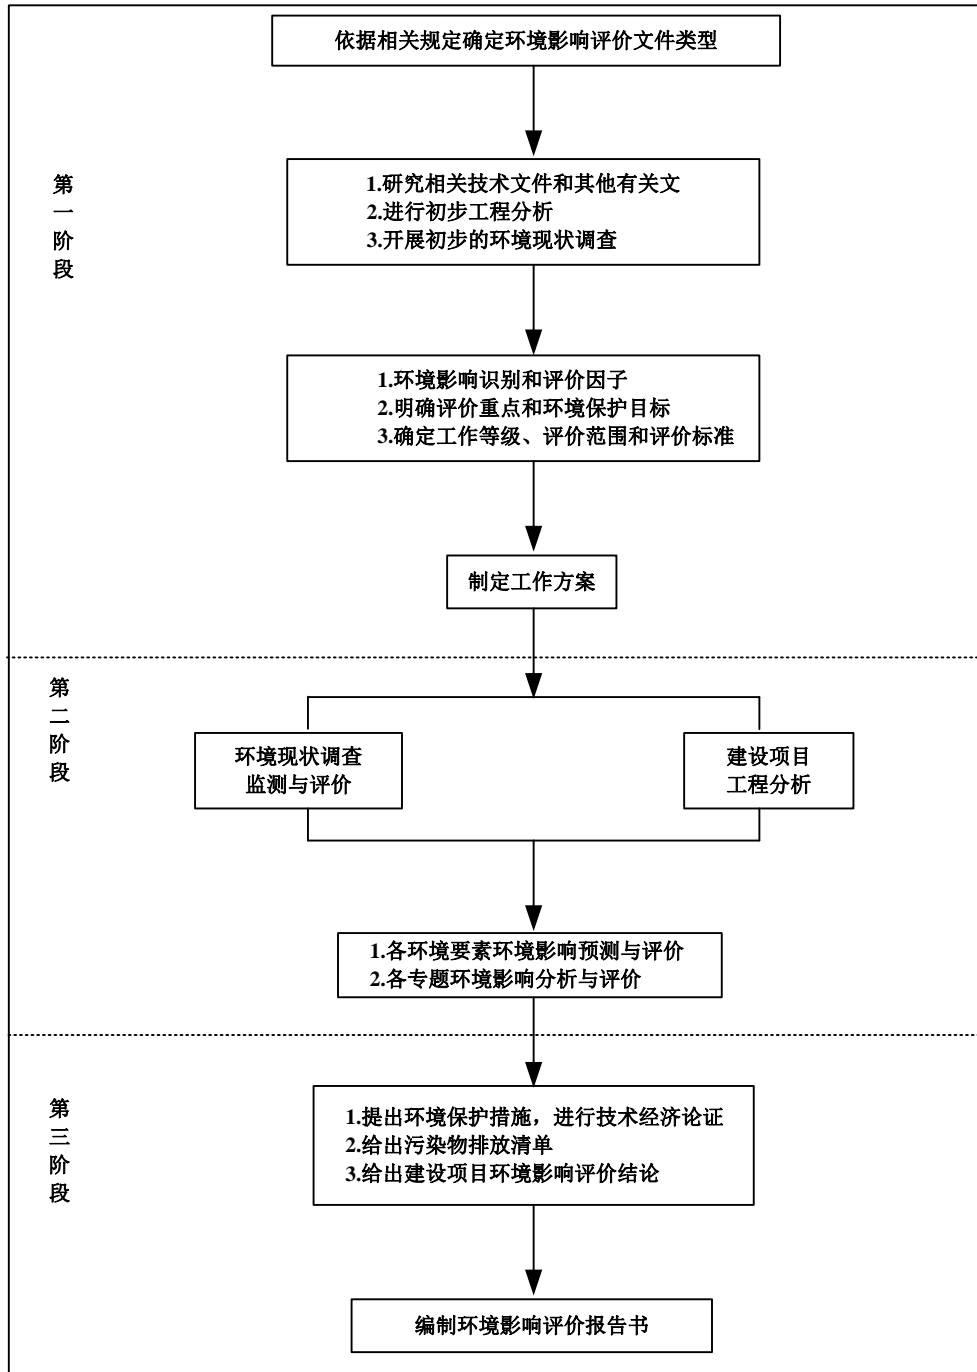 依据相关规定确定环境影响评价文件类型
第一阶段
1.研究相关技术文件和其他有关文
2.进行初步工程分析
3.开展初步的环境现状调查
1.环境影响识别和评价因子
2.明确评价重点和环境保护目标
3.确定工作等级、评价范围和评价标准
制定工作方案
第二阶段
环境现状调查
监测与评价
建设项目
工程分析
1.各环境要素环境影响预测与评价
2.各专题环境影响分析与评价
第三阶段
1.提出环境保护措施，进行技术经济论证
2.给出污染物排放清单
3.给出建设项目环境影响评价结论
编制环境影响评价报告书